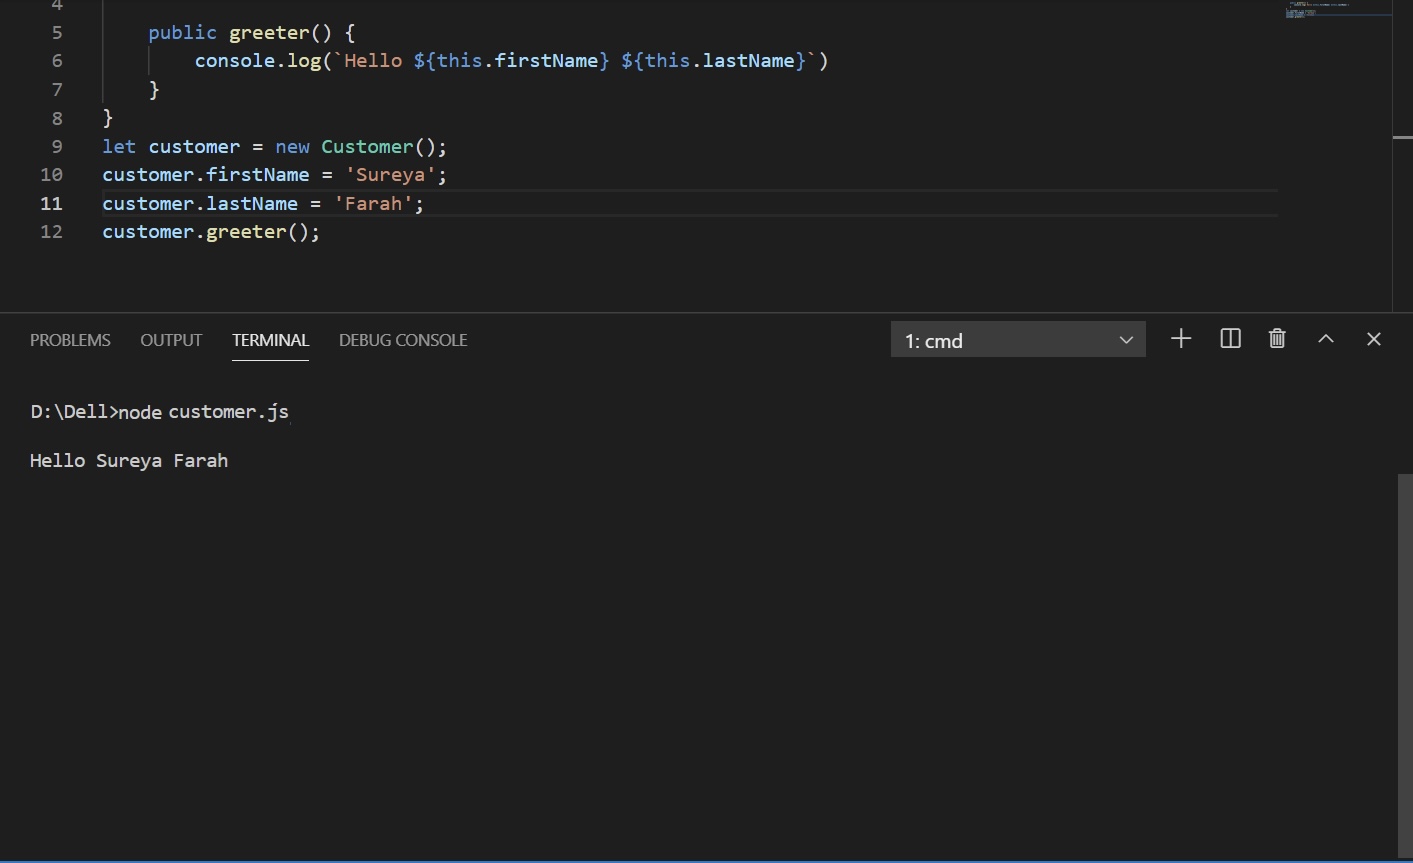 4
5 public greeter() {
6 console.log(`Hello ${this.firstName} ${this.lastName}`)
7 }
8 }
9 let customer = new Customer();
10 customer.firstName = 'Sureya';
11 customer.lastName = 'Farah';
12 customer.greeter();
PROBLEMS OUTPUT TERMINAL DEBUG CONSOLE 1: cmd
D:\Dell>node customer.js
Hello Sureya Farah